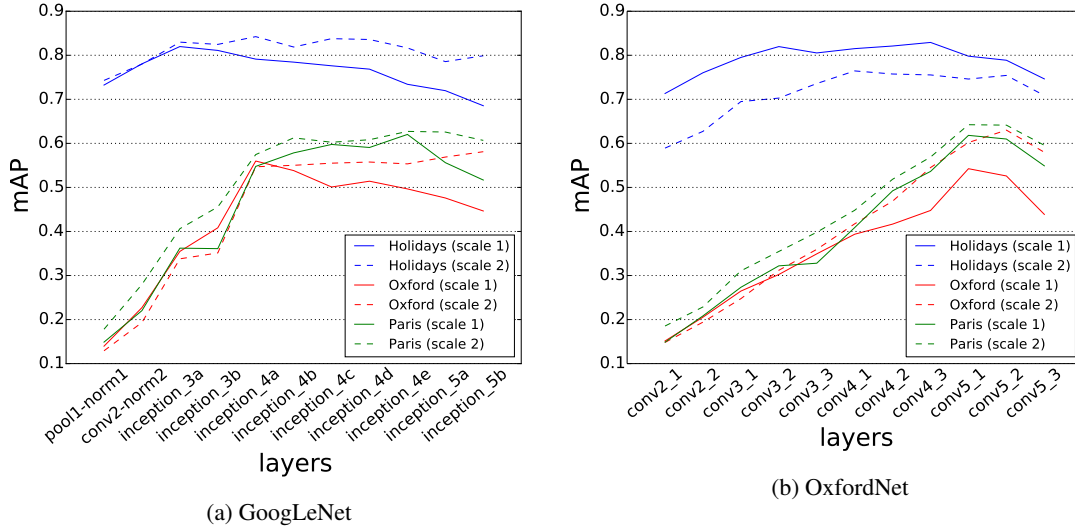 0.9
0.8
0.7
0.6
0.5
0.4
0.3
0.2
0.1
mAP
Holidays (scale 1)
Holidays (scale 2)
Oxford (scale 1)
Oxford (scale 2)
Paris (scale 1)
Paris (scale 2)
pool1-norm1
conv2-norm2
inception_3a
inception_3b
inception_4a
inception_4b
inception_4c
inception_4d
inception_4e
inception_5a
inception_5b
layers
(a) GoogLeNet
0.9
0.8
0.7
0.6
0.5
0.4
0.3
0.2
0.1
mAP
Holidays (scale 1)
Holidays (scale 2)
Oxford (scale 1)
Oxford (scale 2)
Paris (scale 1)
Paris (scale 2)
conv2_1
conv2_2
conv3_1
conv3_2
conv3_3
conv4_1
conv4_2
conv4_3
conv5_1
conv5_2
conv5_3
layers
(b) OxfordNet